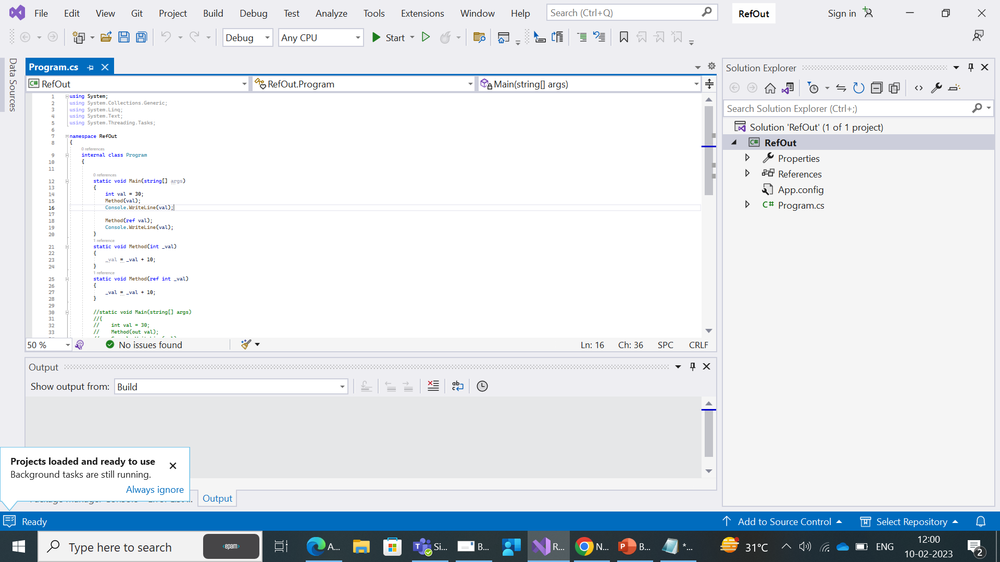 File Edit View Git Project Build Debug Test Analyze Tools Extensions Window Help Search (Ctrl+Q) RefOut Sign in
Debug Any CPU Start
Data Sources
Program.cs
RefOut RefOut.Program Main(string[] args)
1 using System;
2 using System.Collections.Generic;
3 using System.Linq;
4 using System.Text;
5 using System.Threading.Tasks;
6
7 namespace RefOut
8 {
0 references
9 internal class Program
10 {
11
0 references
12 static void Main(string[] args)
13 {
14 int val = 30;
15 Method(val);
16 Console.WriteLine(val);
17
18 Method(ref val);
19 Console.WriteLine(val);
20 }
1 reference
21 static void Method(int _val)
22 {
23 _val = _val + 10;
24 }
1 reference
25 static void Method(ref int _val)
26 {
27 _val = _val + 10;
28 }
29
30 //static void Main(string[] args)
31 //{
32 // int val = 30;
33 // Method(out val);
50 % No issues found Ln: 16 Ch: 36 SPC CRLF
Output
Show output from: Build
Projects loaded and ready to use
Background tasks are still running.
Always ignore
Output
Solution Explorer
Search Solution Explorer (Ctrl+;)
Solution 'RefOut' (1 of 1 project)
C# RefOut
Properties
References
App.config
C# Program.cs
Ready Add to Source Control Select Repository
Type here to search <epam> A... Si... B... R... N... B... *... 31°C ENG 12:00
10-02-2023 2